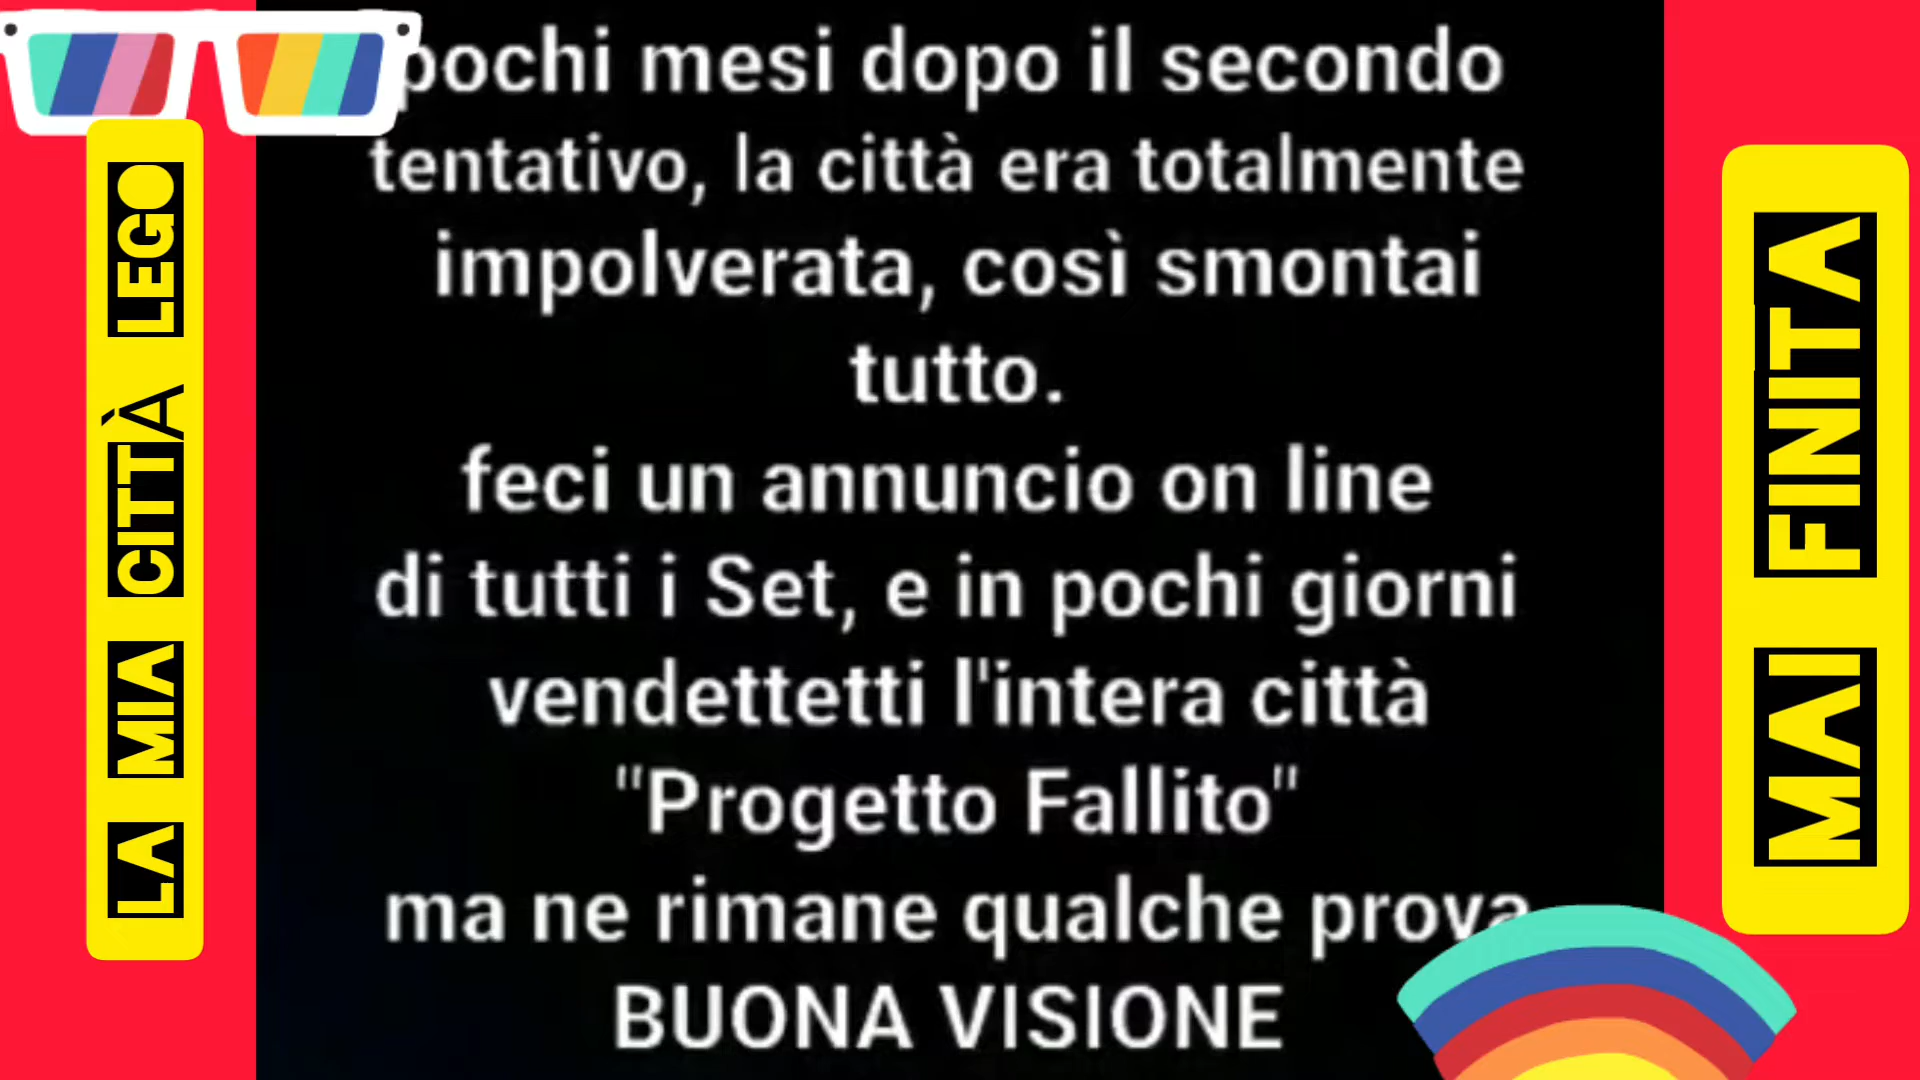 LA MIA CITTÀ LEGO
pochi mesi dopo il secondo
tentativo, la città era totalmente
impolverata, così smontai
tutto.
feci un annuncio on line
di tutti i Set, e in pochi giorni
vendettetti l'intera città
"Progetto Fallito"
ma ne rimane qualche prova
BUONA VISIONE
MAI FINITA